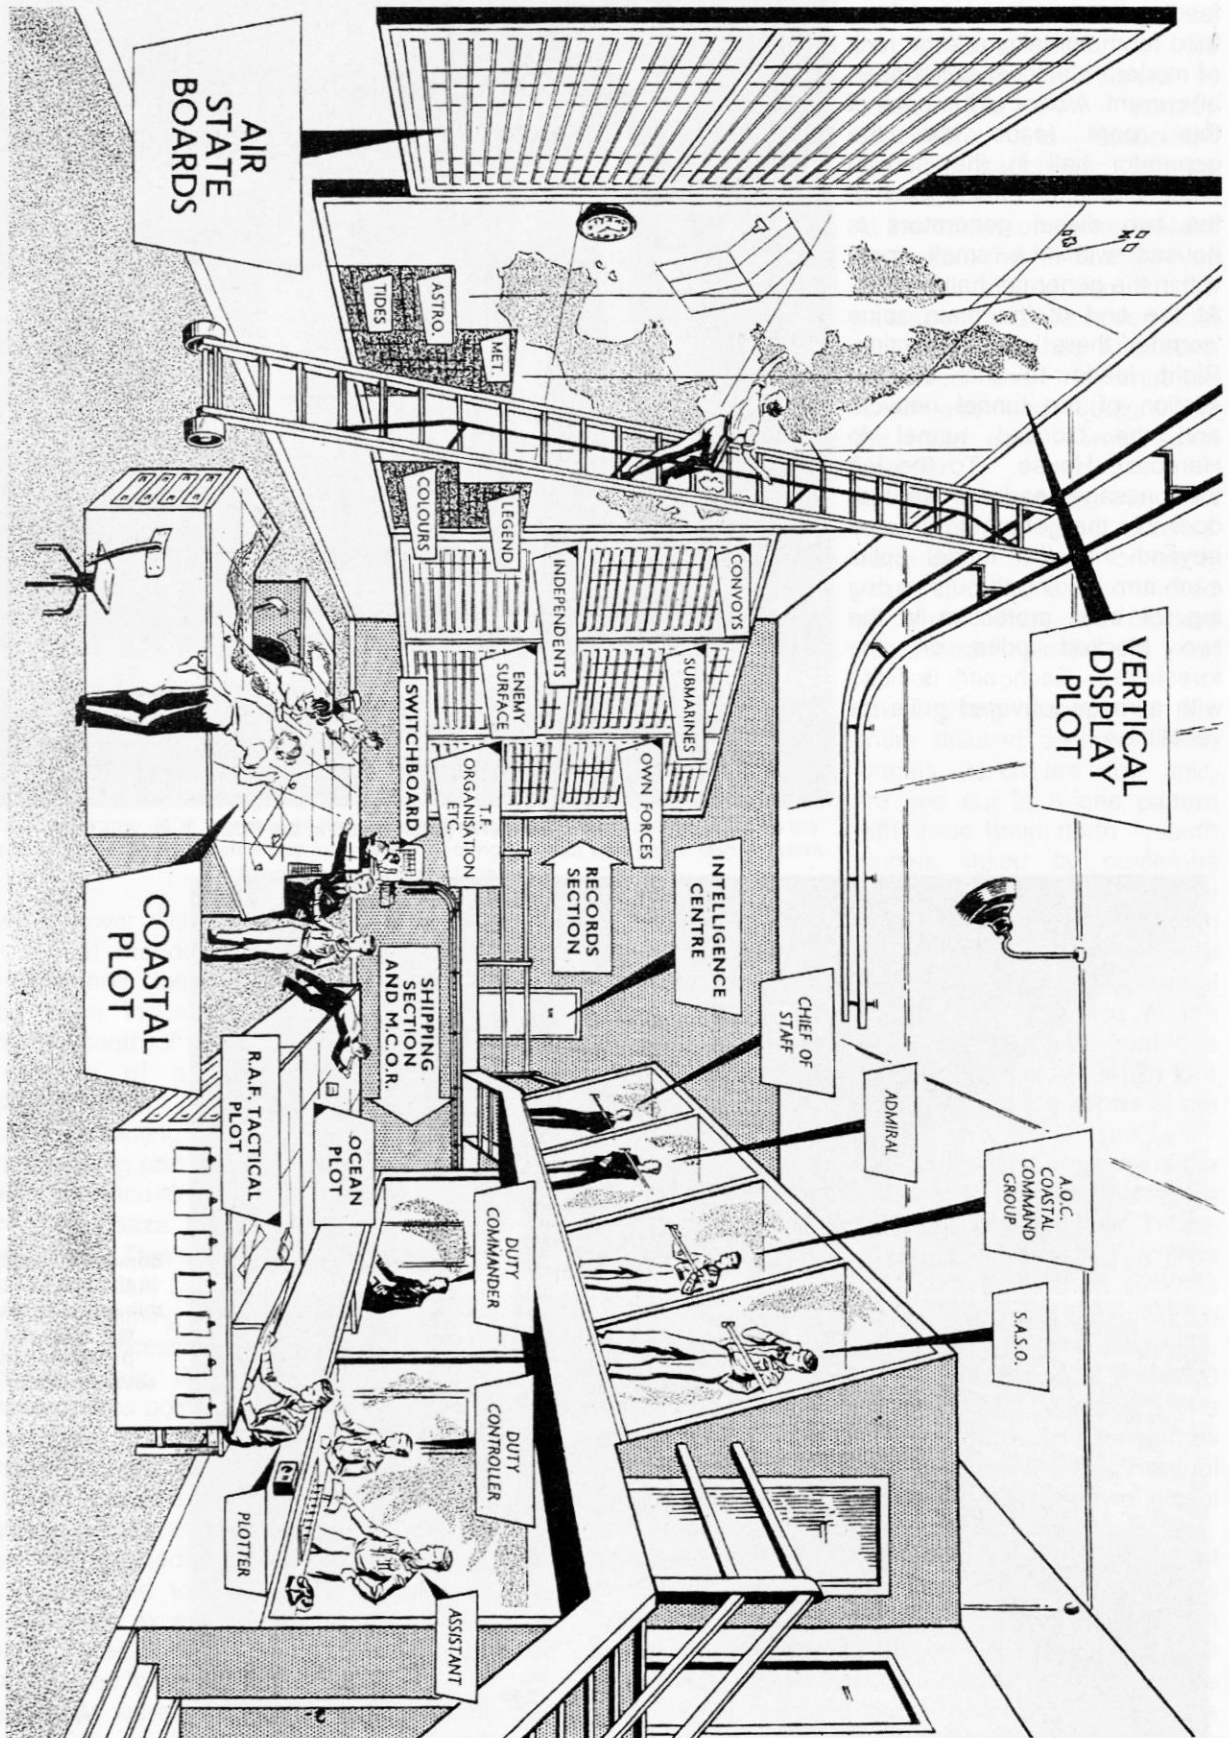 AIR
STATE
BOARDS
VERTICAL
DISPLAY
PLOT
TIDES
ASTRO.
MET.
COLOURS
LEGEND
INDEPENDENTS
CONVOYS
ENEMY
SURFACE
SUBMARINES
SWITCHBOARD
T.F.
ORGANISATION
ETC.
OWN FORCES
RECORDS
SECTION
INTELLIGENCE
CENTRE
COASTAL
PLOT
SHIPPING
SECTION
AND M.C.O.R.
CHIEF OF
STAFF
ADMIRAL
A.O.C.
COASTAL
COMMAND
GROUP
S.A.S.O.
R.A.F. TACTICAL
PLOT
OCEAN
PLOT
DUTY
COMMANDER
DUTY
CONTROLLER
PLOTTER
ASSISTANT